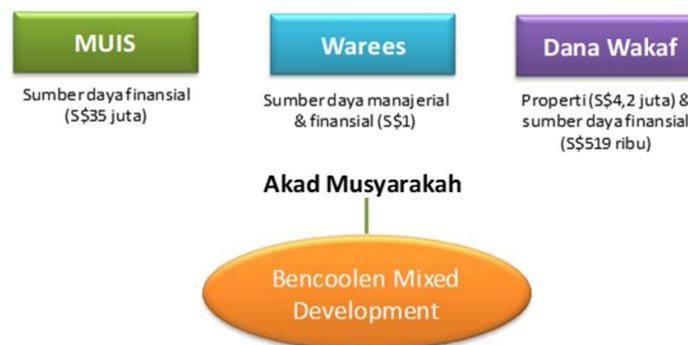 MUIS
Sumber daya finansial
(S$35 juta)
Warees
Sumber daya manajerial
& finansial (S$1)
Dana Wakaf
Properti (S$4,2 juta) &
sumber daya finansial
(S$519 ribu)
Akad Musyarakah
Bencoolen Mixed
Development